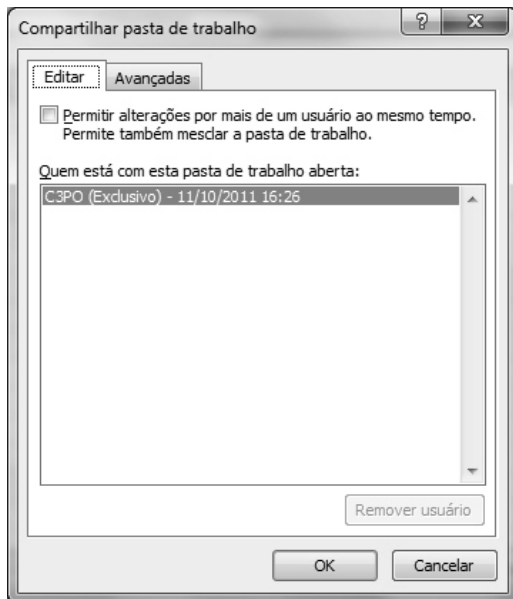 Compartilhar pasta de trabalho
Editar
Avançadas
Permitir alterações por mais de um usuário ao mesmo tempo.
Permite também mesclar a pasta de trabalho.
Quem está com esta pasta de trabalho aberta:
C3PO (Exclusivo) - 11/10/2011 16:26
Remover usuário
OK
Cancelar